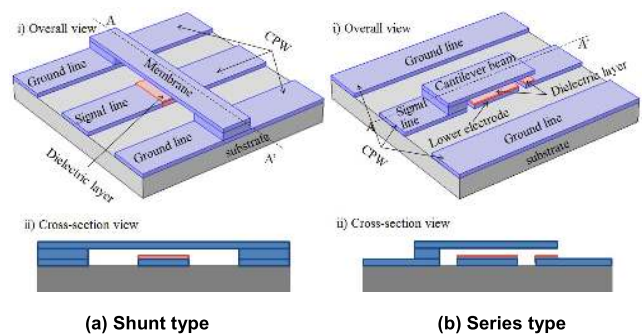 i) Overall view
A
CPW
Ground line
Membrane
Signal line
Ground line
Dielectric layer
substrate
A'
ii) Cross-section view
(a) Shunt type
i) Overall view
A'
Ground line
Cantilever beam
Dielectric layer
Signal line
A
Lower electrode
Ground line
CPW
substrate
ii) Cross-section view
(b) Series type